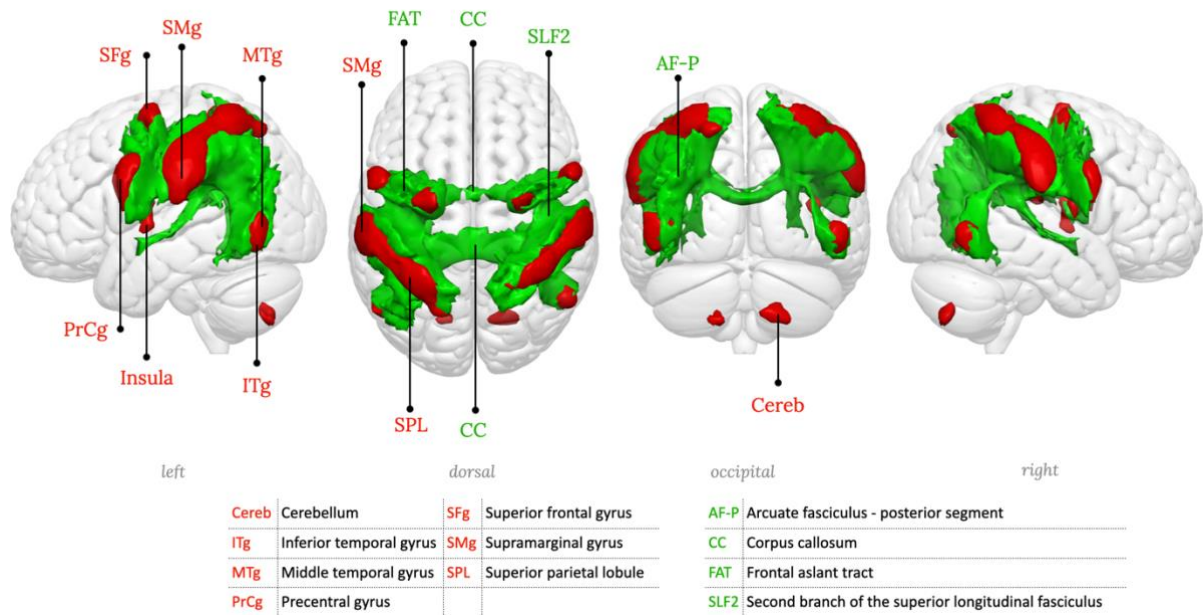 FAT CC
SMg SLF2
SFg MTg SMg AF-P
PrCg
Insula ITg Cereb
SPL CC
left dorsal occipital right
Cereb Cerebellum SFg Superior frontal gyrus AF-P Arcuate fasciculus - posterior segment
ITg Inferior temporal gyrus SMg Supramarginal gyrus CC Corpus callosum
MTg Middle temporal gyrus SPL Superior parietal lobule FAT Frontal aslant tract
PrCg Precentral gyrus SLF2 Second branch of the superior longitudinal fasciculus